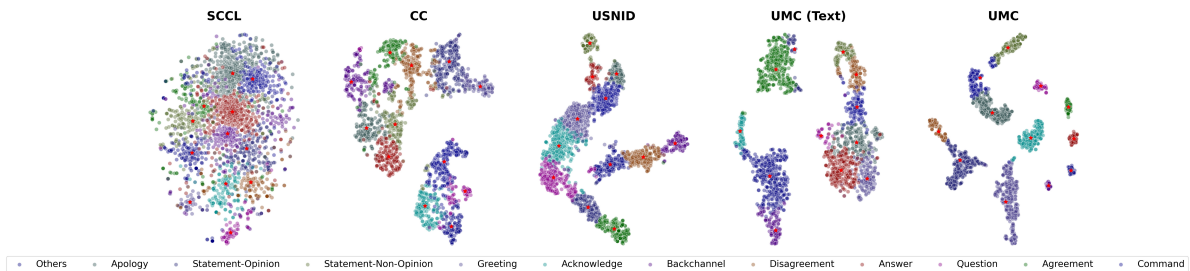 SCCL CC USNID UMC (Text) UMC
Others Apology Statement-Opinion Statement-Non-Opinion Greeting Acknowledge Backchannel Disagreement Answer Question Agreement Command